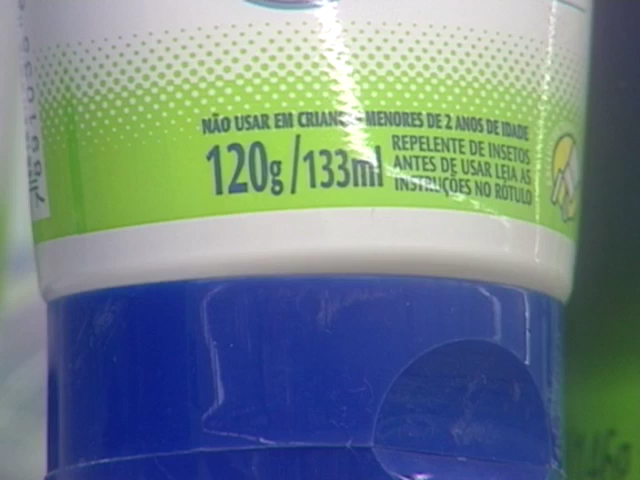 NÃO USAR EM MENORES DE 2 ANOS DE IDADE
120g/133ml
REPELENTE DE INSETOS
ANTES DE USAR LEIA AS
INSTRUÇÕES NO RÓTULO